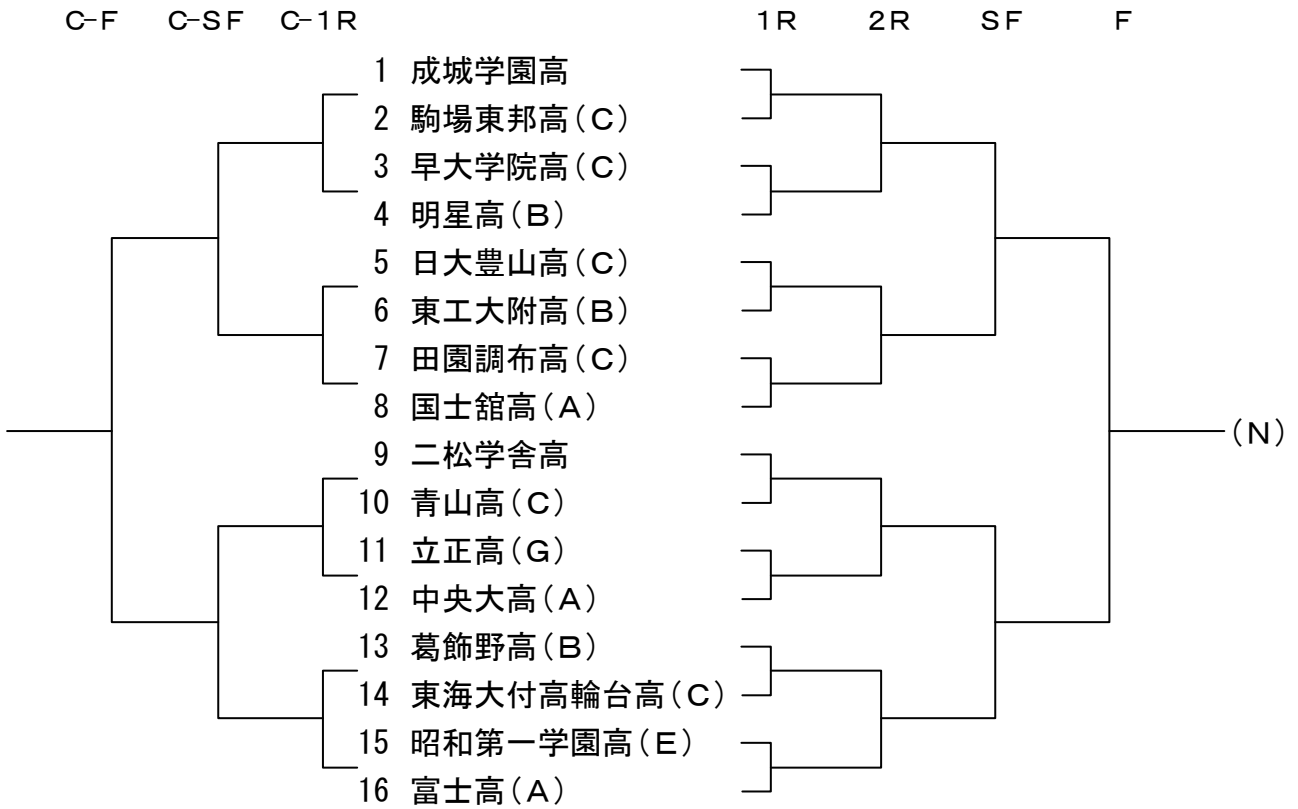 C-F C-SF C-1R 1R 2R SF F
1 成城学園高
2 駒場東邦高(C)
3 早大学院高(C)
4 明星高(B)
5 日大豊山高(C)
6 東工大附高(B)
7 田園調布高(C)
8 国士舘高(A)
9 二松学舎高
(N)
10 青山高(C)
11 立正高(G)
12 中央大高(A)
13 葛飾野高(B)
14 東海大付高輪台高(C)
15 昭和第一学園高(E)
16 富士高(A)